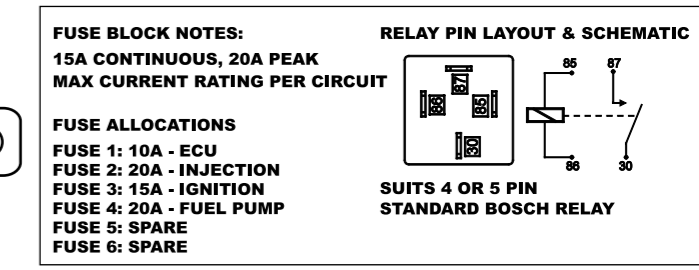 FUSE BLOCK NOTES:
15A CONTINUOUS, 20A PEAK
MAX CURRENT RATING PER CIRCUIT
FUSE ALLOCATIONS
FUSE 1: 10A - ECU
FUSE 2: 20A - INJECTION
FUSE 3: 15A - IGNITION
FUSE 4: 20A - FUEL PUMP
FUSE 5: SPARE
FUSE 6: SPARE
RELAY PIN LAYOUT & SCHEMATIC
87
86
85
30
85 87
86 30
SUITS 4 OR 5 PIN
STANDARD BOSCH RELAY